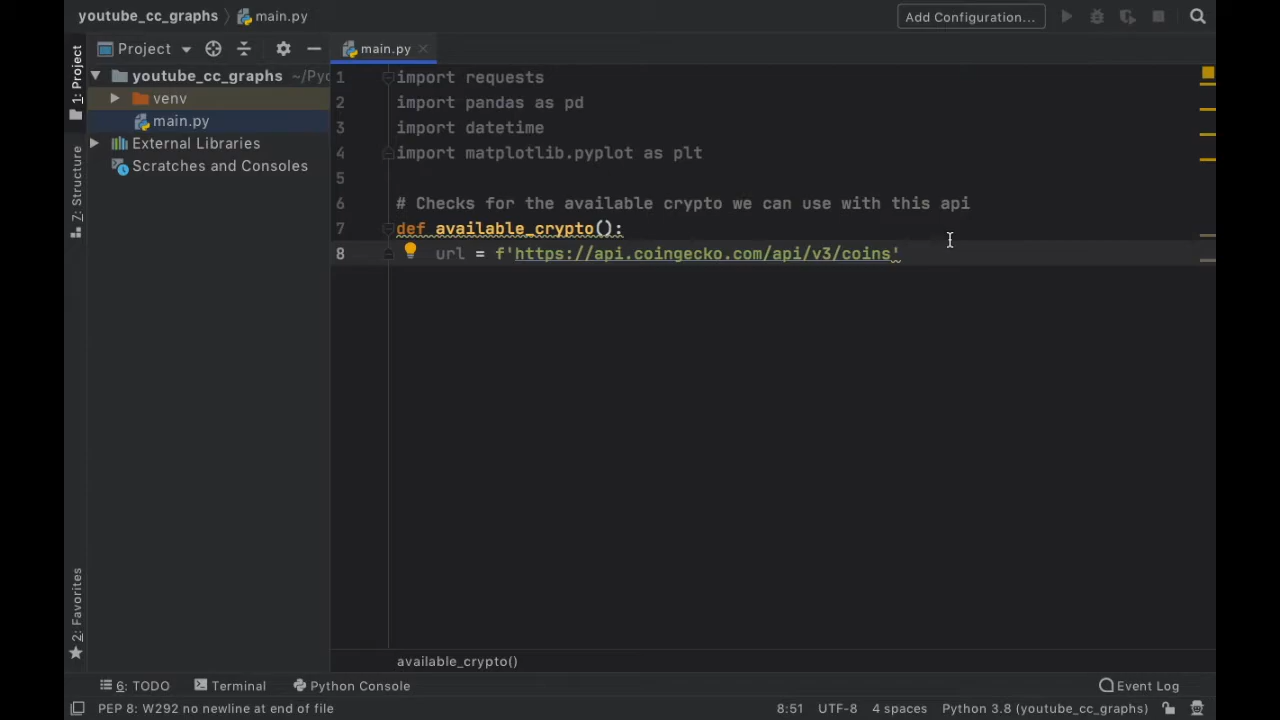 youtube_cc_graphs
main.py
Add Configuration...
1: Project
Project
main.py
youtube_cc_graphs ~/Pyc
venv
main.py
External Libraries
Scratches and Consoles
7: Structure
2: Favorites
1 import requests
2 import pandas as pd
3 import datetime
4 import matplotlib.pyplot as plt
5
6 # Checks for the available crypto we can use with this api
7 def available_crypto():
8 url = f'https://api.coingecko.com/api/v3/coins'
available_crypto()
6: TODO
Terminal
Python Console
Event Log
PEP 8: W292 no newline at end of file
8:51 UTF-8 4 spaces Python 3.8 (youtube_cc_graphs)